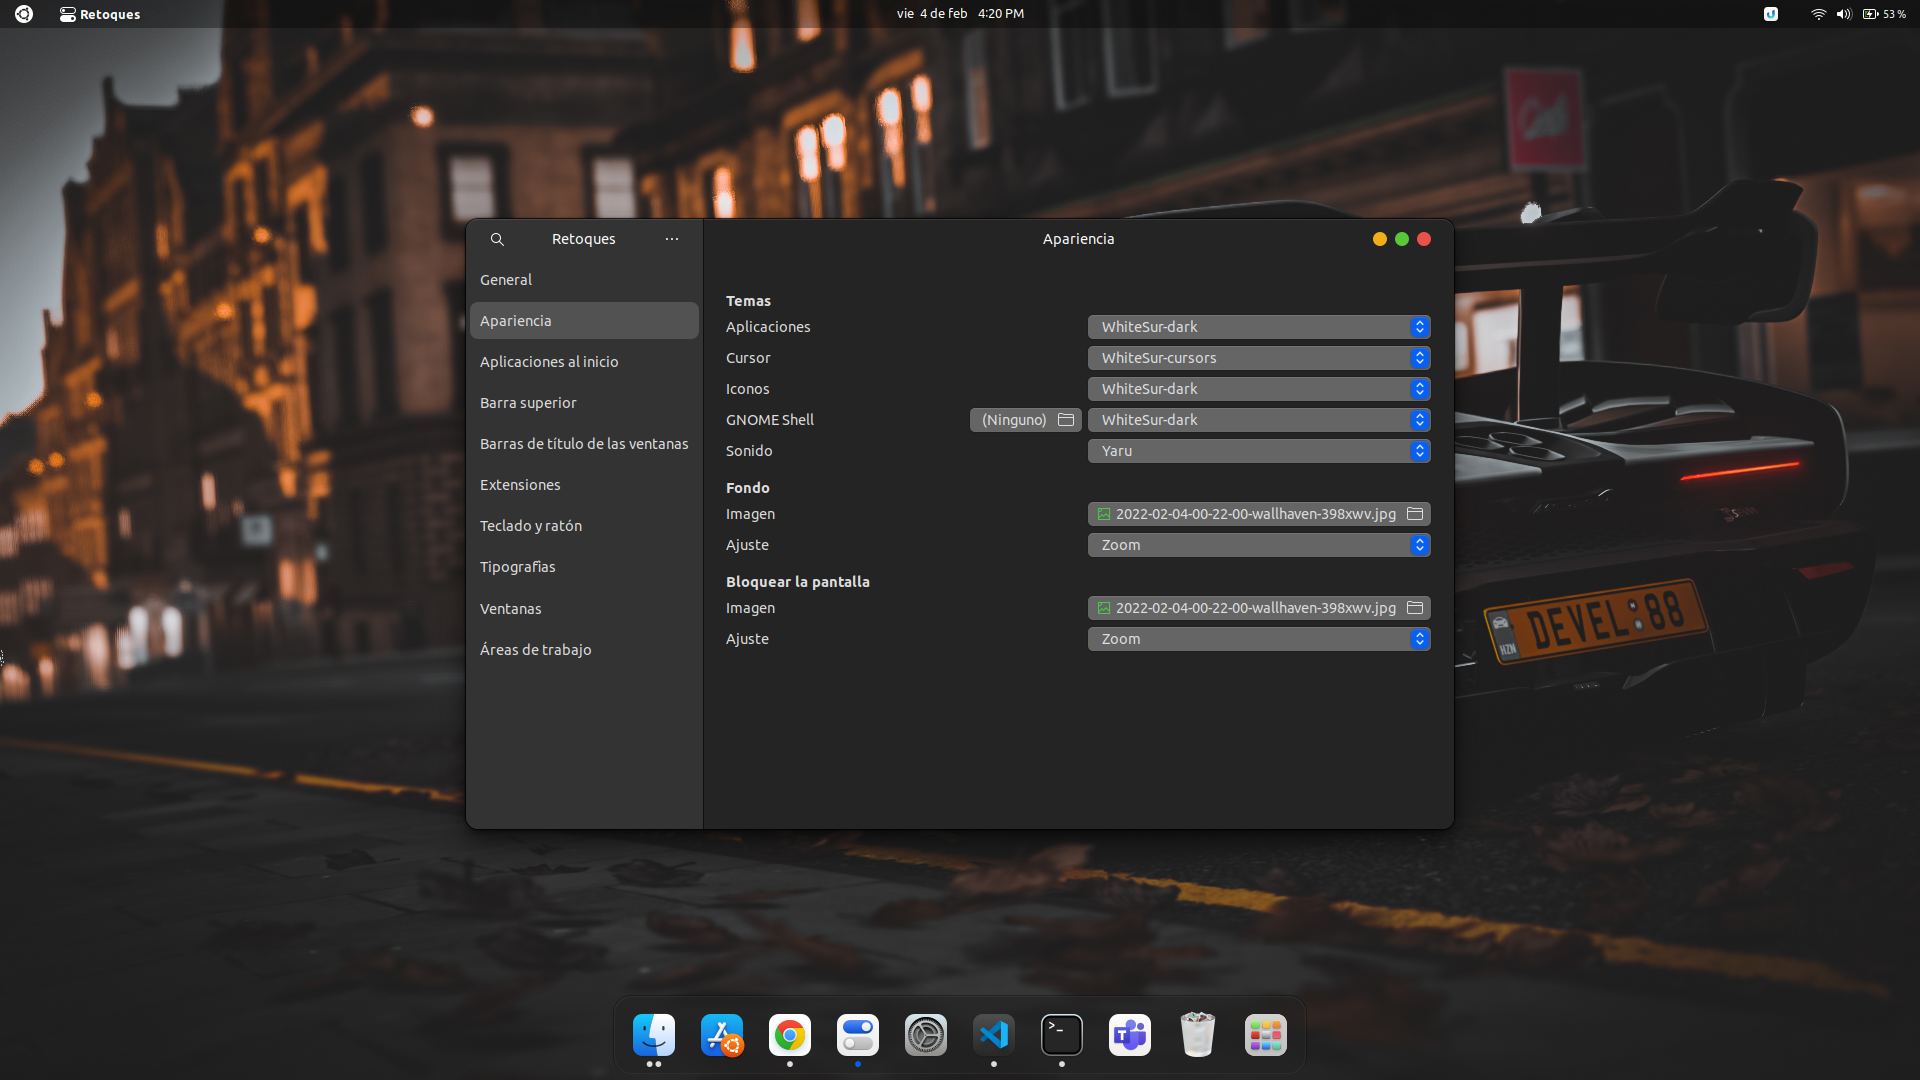 Retoques
vie 4 de feb 4:20 PM
53 %
Retoques
Apariencia
General
Apariencia
Aplicaciones al inicio
Barra superior
Barras de título de las ventanas
Extensiones
Teclado y ratón
Tipografías
Ventanas
Áreas de trabajo
Temas
Aplicaciones WhiteSur-dark
Cursor WhiteSur-cursors
Iconos WhiteSur-dark
GNOME Shell (Ninguno) WhiteSur-dark
Sonido Yaru
Fondo
Imagen 2022-02-04-00-22-00-wallhaven-398xwv.jpg
Ajuste Zoom
Bloquear la pantalla
Imagen 2022-02-04-00-22-00-wallhaven-398xwv.jpg
Ajuste Zoom
HZN DEVEL:88
>_
T